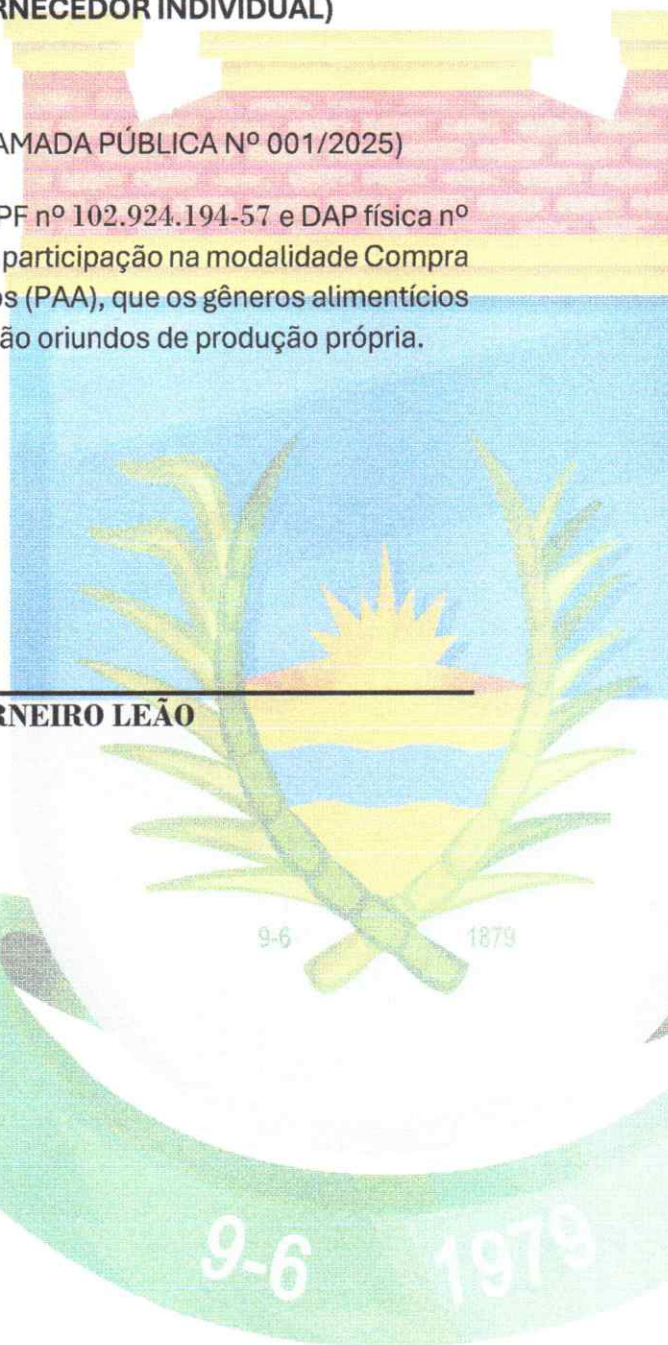 RNECEDOR INDIVIDUAL)
AMADA PÚBLICA Nº 001/2025)
PF nº 102.924.194-57 e DAP física nº
participação na modalidade Compra
os (PAA), que os gêneros alimentícios
ão oriundos de produção própria.
RNEIRO LEÃO
9-6 1879
9-6 1979